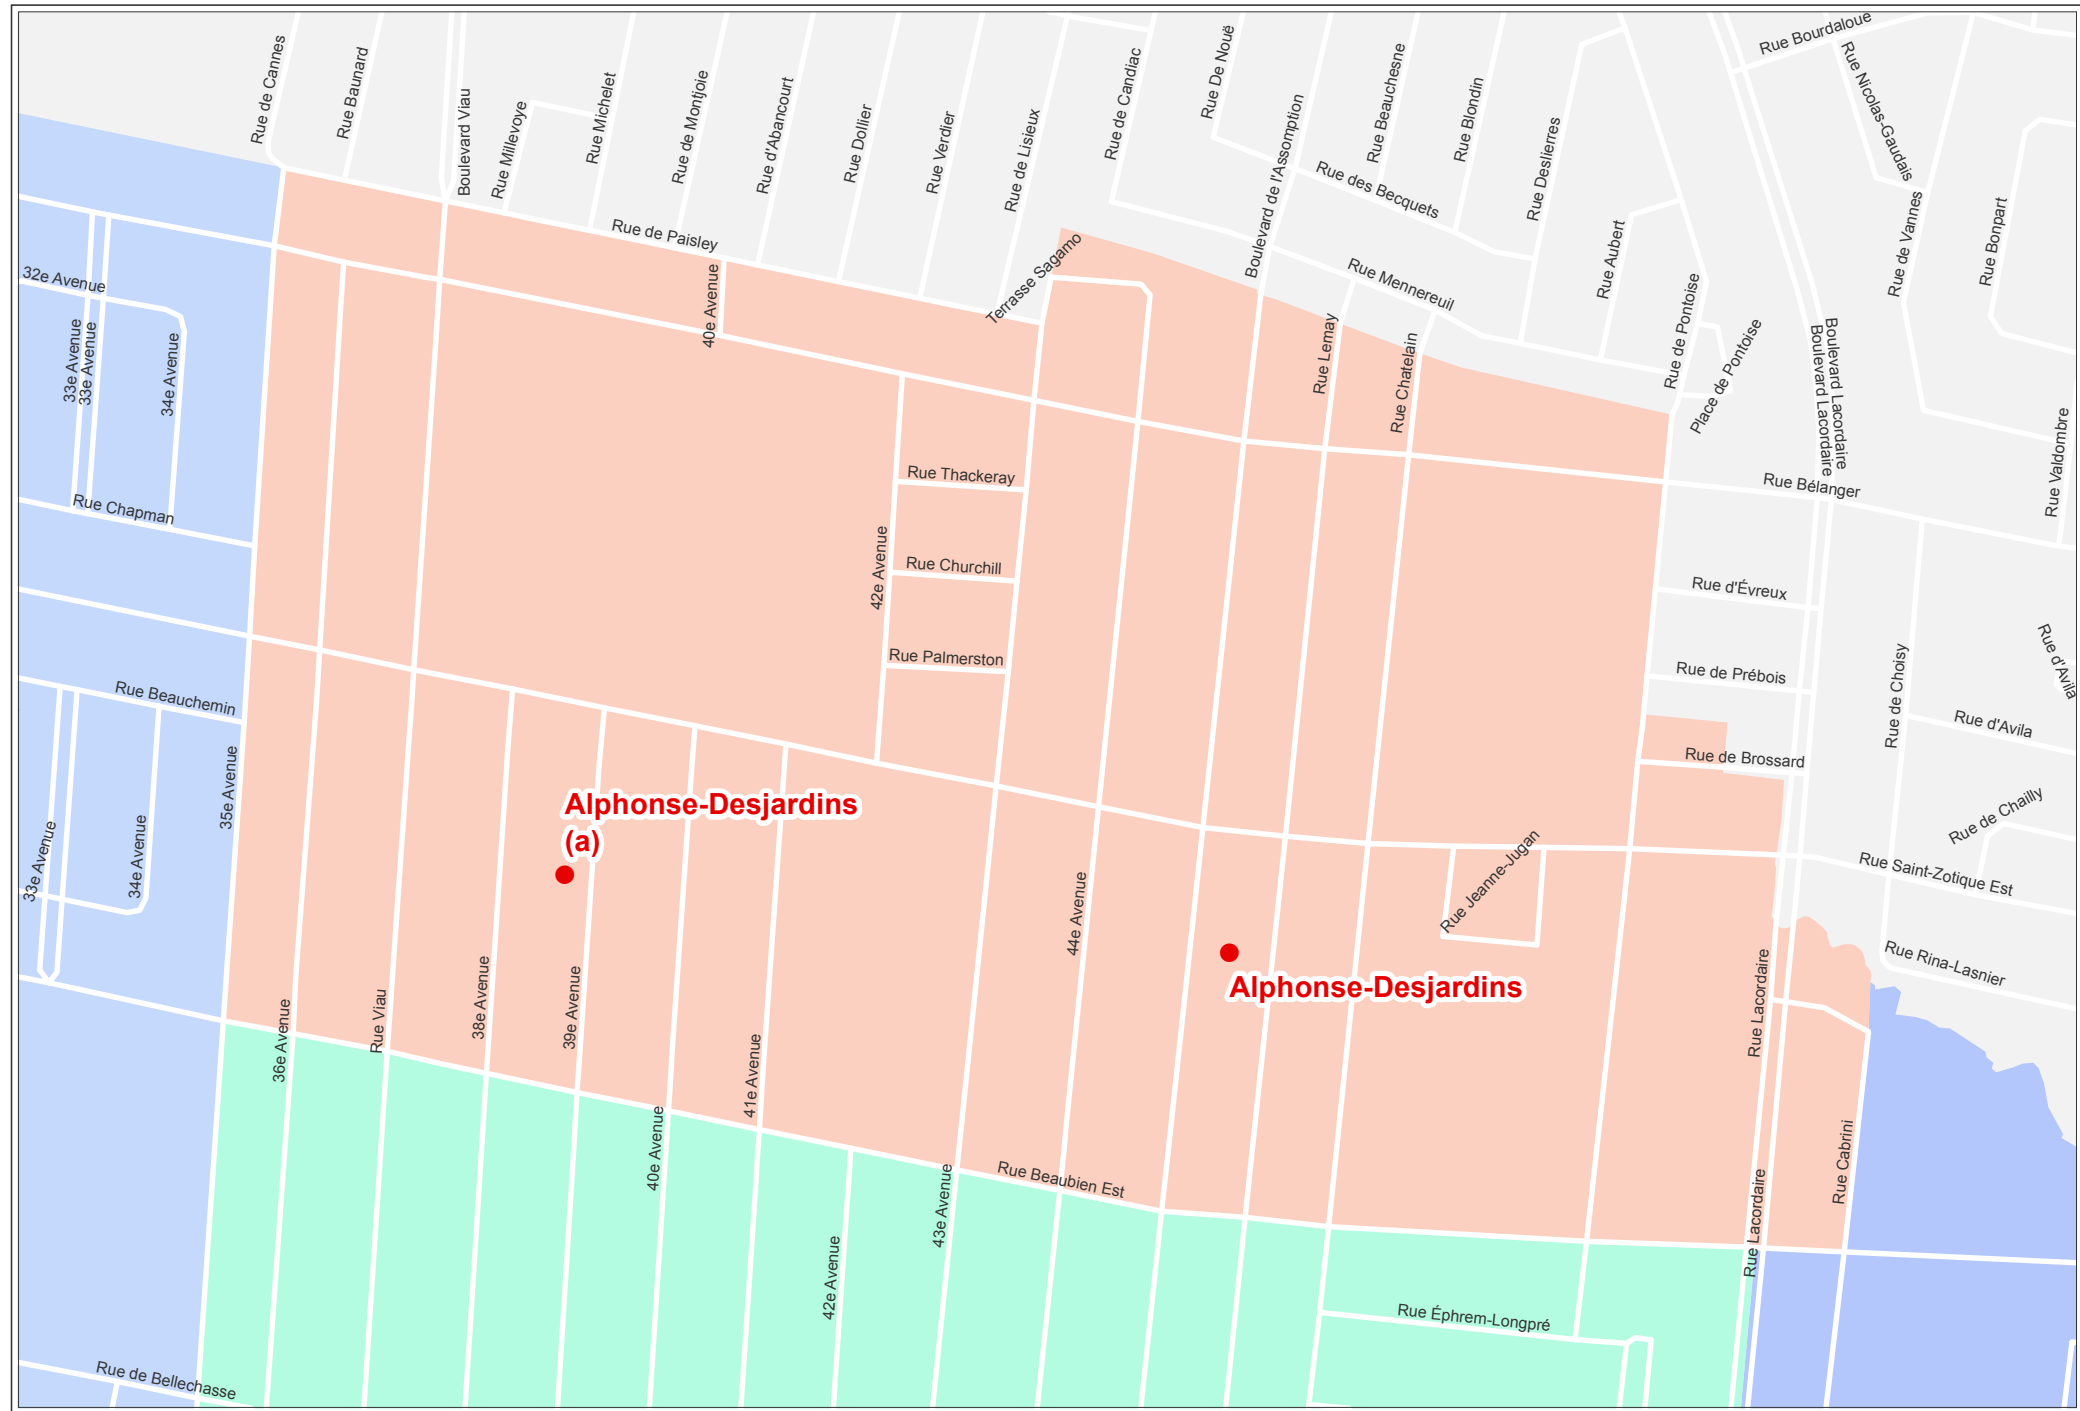 Rue de Cannes
Rue Baunard
Boulevard Viau
Rue Millevoye
Rue Michelet
Rue de Montjoie
Rue d'Abancourt
Rue Dollier
Rue Verdier
Rue de Lisieux
Rue de Candiac
Rue De Nouë
Boulevard de l'Assomption
Rue Beauchesne
Rue Blondin
Rue Deslierres
Rue Bourdaloue
Rue Nicolas-Gaudais
Rue de Vannes
Rue Bonpart
Rue des Becquets
Rue Aubert
Rue Mennereuil
Rue de Paisley
Terrasse Sagamo
40e Avenue
32e Avenue
33e Avenue
33e Avenue
34e Avenue
Rue Lemay
Rue Chatelain
Rue de Pontoise
Place de Pontoise
Boulevard Lacordaire
Boulevard Lacordaire
Rue Valdombre
Rue Bélanger
Rue Chapman
Rue Thackeray
42e Avenue
Rue Churchill
Rue Palmerston
Rue d'Évreux
Rue de Prébois
Rue de Choisy
Rue d'Avila
Rue d'Avila
Rue Beauchemin
35e Avenue
Rue de Brossard
Alphonse-Desjardins
(a)
33e Avenue
34e Avenue
Rue de Chailly
Rue Jeanne-Jugan
Rue Saint-Zotique Est
44e Avenue
Rue Rina-Lasnier
Alphonse-Desjardins
36e Avenue
Rue Viau
38e Avenue
39e Avenue
41e Avenue
40e Avenue
Rue Lacordaire
Rue Cabrini
Rue Beaubien Est
43e Avenue
42e Avenue
Rue Lacordaire
Rue Éphrem-Longpré
Rue de Bellechasse